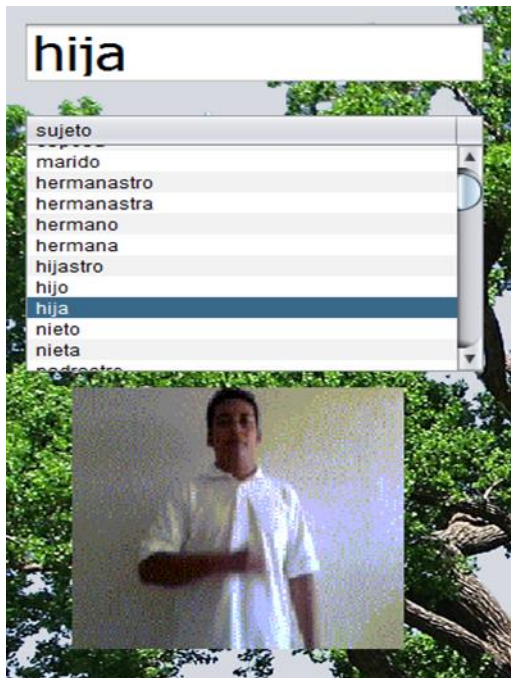 hija
sujeto
marido
hermanastro
hermanastra
hermano
hermana
hijastro
hijo
hija
nieto
nieta